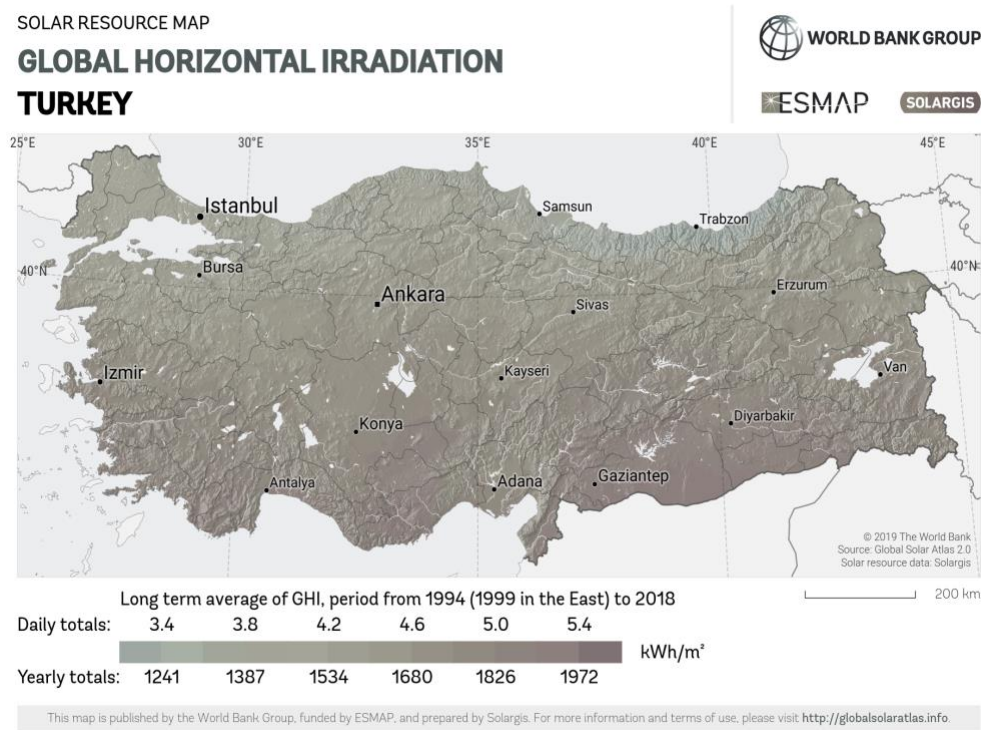 SOLAR RESOURCE MAP
GLOBAL HORIZONTAL IRRADIATION
TURKEY
WORLD BANK GROUP
ESMAP
SOLARGIS
25°E 30°E 35°E 40°E 45°E
Istanbul
Samsun
Trabzon
40°N
Bursa
40°N
Ankara
Erzurum
Sivas
Izmir
Kayseri
Van
Konya
Diyarbakir
Antalya
Adana
Gaziantep
© 2019 The World Bank
Source: Global Solar Atlas 2.0
Solar resource data: Solargis
200 km
Long term average of GHI, period from 1994 (1999 in the East) to 2018
Daily totals: 3.4 3.8 4.2 4.6 5.0 5.4
kWh/m²
Yearly totals: 1241 1387 1534 1680 1826 1972
This map is published by the World Bank Group, funded by ESMAP, and prepared by Solargis. For more information and terms of use, please visit http://globalsolaratlas.info.